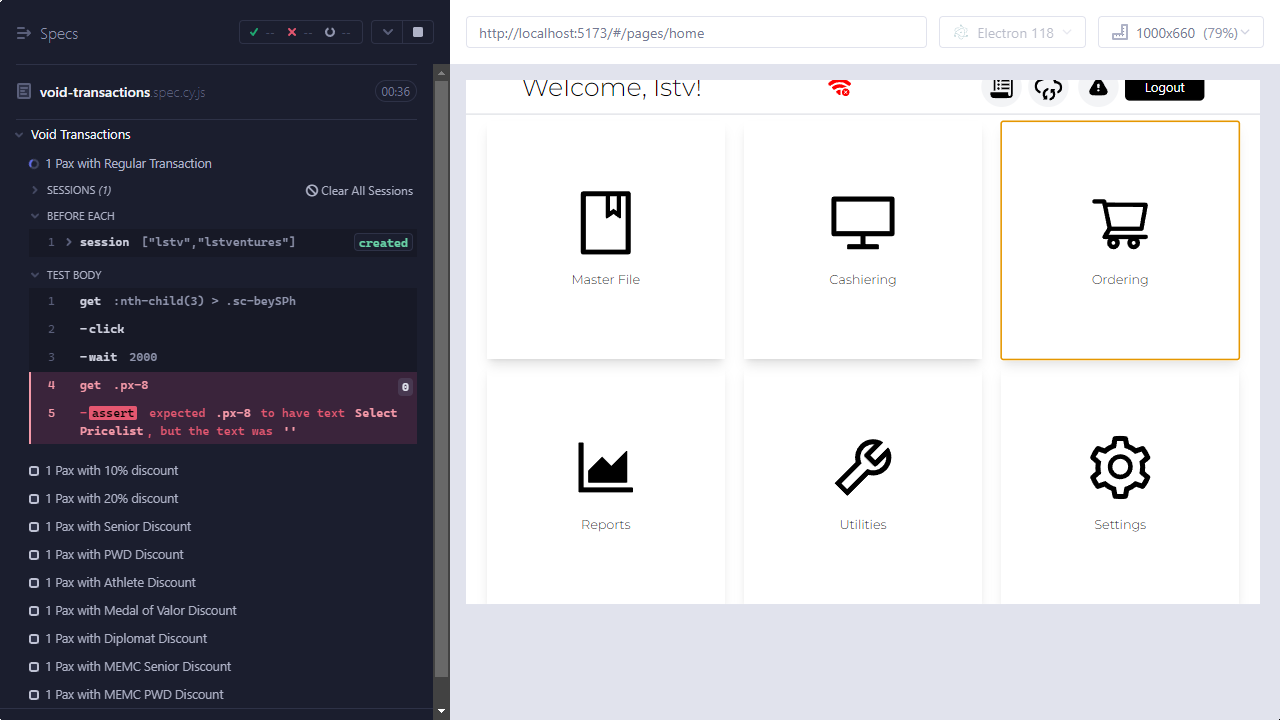 Specs
-- -- --
void-transactions spec.cy.js 00:36
Void Transactions
1 Pax with Regular Transaction
SESSIONS (1) Clear All Sessions
BEFORE EACH
1 session ["lstv","lstventures"] created
TEST BODY
1 get :nth-child(3) > .sc-beySPh
2 -click
3 -wait 2000
4 get .px-8 0
5 -assert expected .px-8 to have text Select
Pricelist, but the text was ''
1 Pax with 10% discount
1 Pax with 20% discount
1 Pax with Senior Discount
1 Pax with PWD Discount
1 Pax with Athlete Discount
1 Pax with Medal of Valor Discount
1 Pax with Diplomat Discount
1 Pax with MEMC Senior Discount
1 Pax with MEMC PWD Discount
http://localhost:5173/#/pages/home
Electron 118
1000x660 (79%)
Welcome, lstv!
Logout
Master File
Cashiering
Ordering
Reports
Utilities
Settings